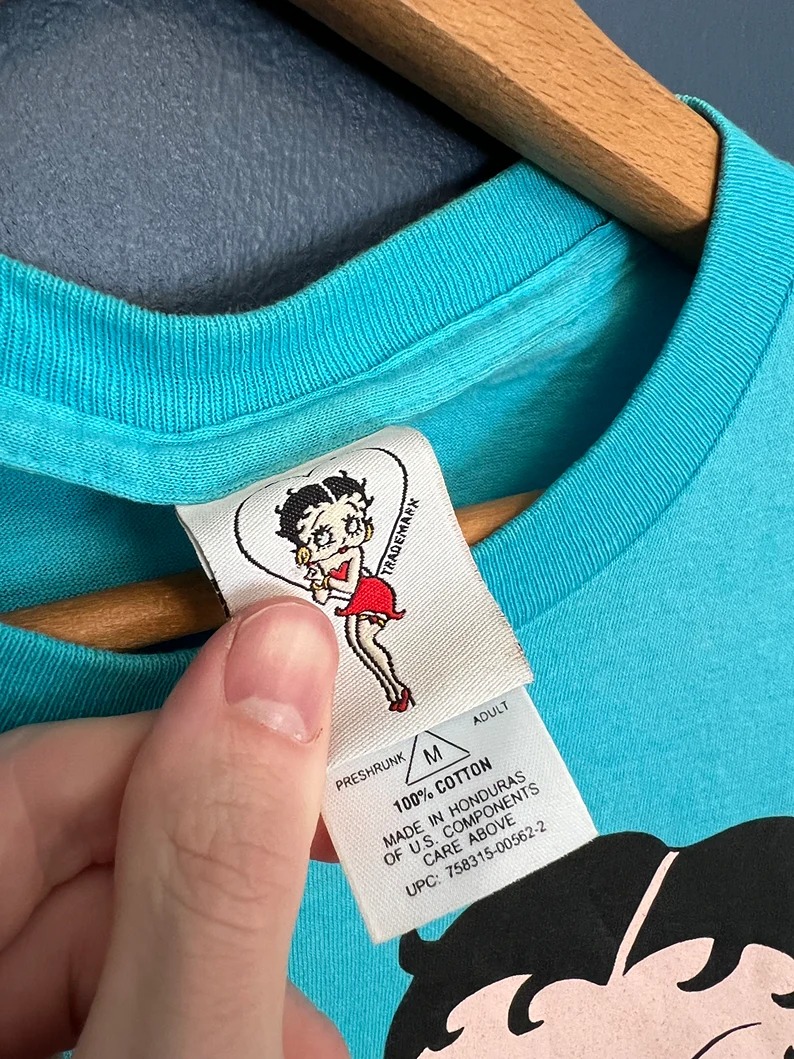 TRADEMARK
ADULT
PRESHRUNK M
100% COTTON
MADE IN HONDURAS
OF U.S. COMPONENTS
CARE ABOVE
UPC: 758315-00562-2